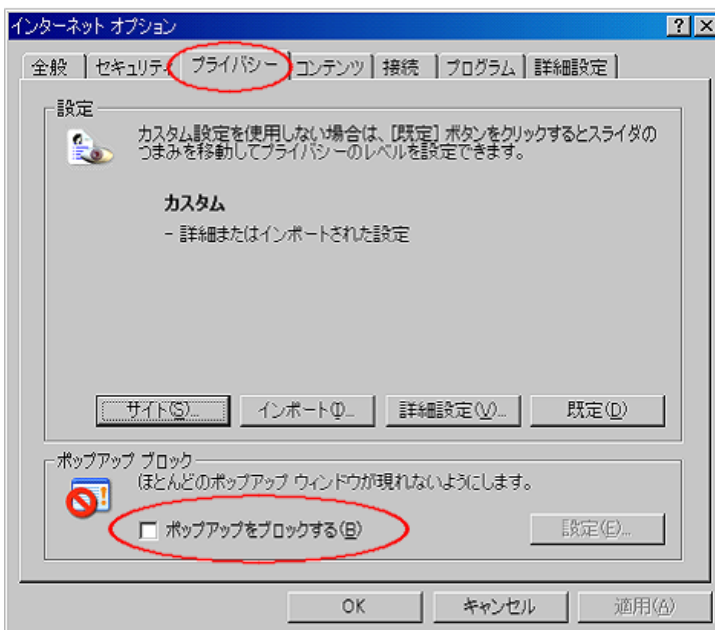 インターネット オプション
全般 セキュリティ プライバシー コンテンツ 接続 プログラム 詳細設定
設定
カスタム設定を使用しない場合は、[既定] ボタンをクリックするとスライダの
つまみを移動してプライバシーのレベルを設定できます。
カスタム
- 詳細またはインポートされた設定
サイト(S)... インポート(I)... 詳細設定(V)... 既定(D)
ポップアップ ブロック
ほとんどのポップアップ ウィンドウが現れないようにします。
ポップアップをブロックする(B) 設定(E)...
OK キャンセル 適用(A)